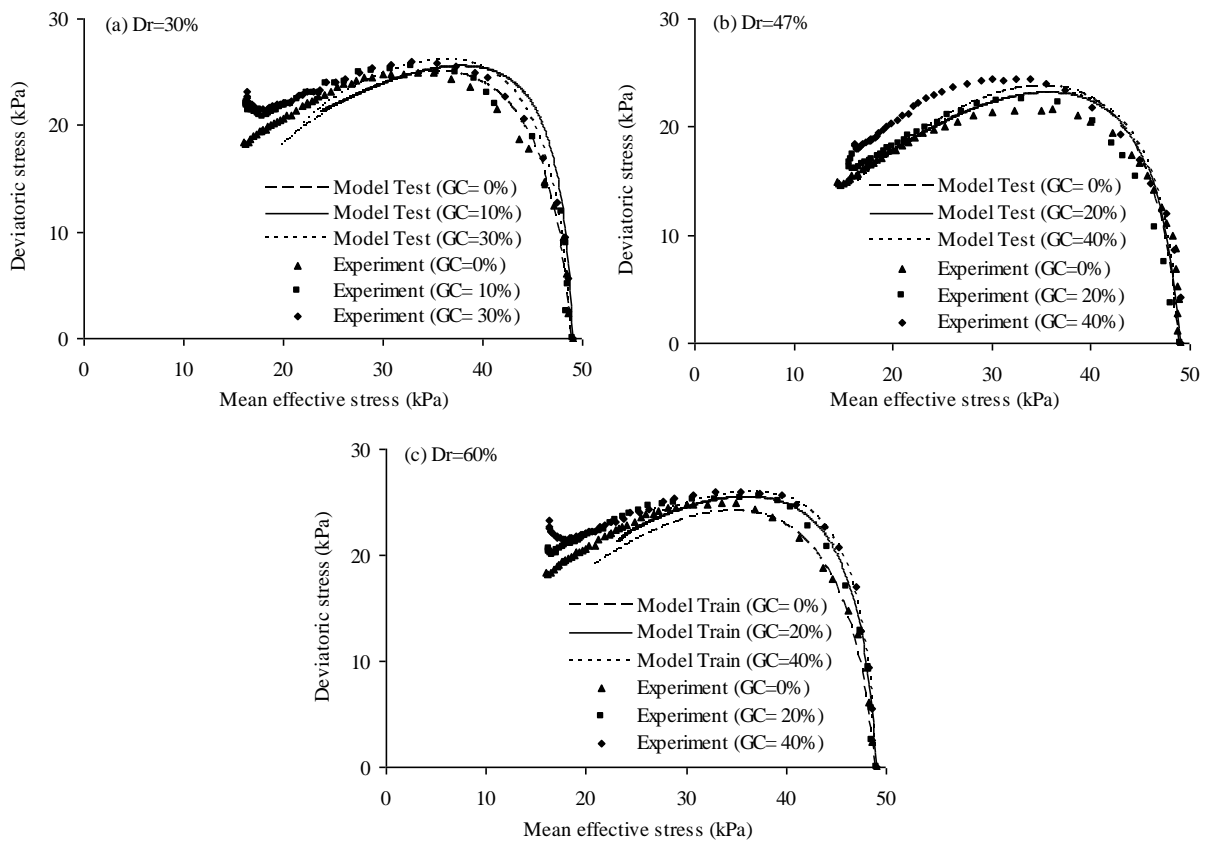 (a) Dr=30%
Deviatoric stress (kPa)
30
20
10
0
Model Test (GC= 0%)
Model Test (GC=10%)
Model Test (GC=30%)
Experiment (GC=0%)
Experiment (GC= 10%)
Experiment (GC= 30%)
0 10 20 30 40 50
Mean effective stress (kPa)
(b) Dr=47%
Deviatoric stress (kPa)
30
20
10
0
Model Test (GC= 0%)
Model Test (GC=20%)
Model Test (GC=40%)
Experiment (GC=0%)
Experiment (GC= 20%)
Experiment (GC= 40%)
0 10 20 30 40 50
Mean effective stress (kPa)
(c) Dr=60%
Deviatoric stress (kPa)
30
20
10
0
Model Train (GC= 0%)
Model Train (GC=20%)
Model Train (GC=40%)
Experiment (GC=0%)
Experiment (GC= 20%)
Experiment (GC= 40%)
0 10 20 30 40 50
Mean effective stress (kPa)